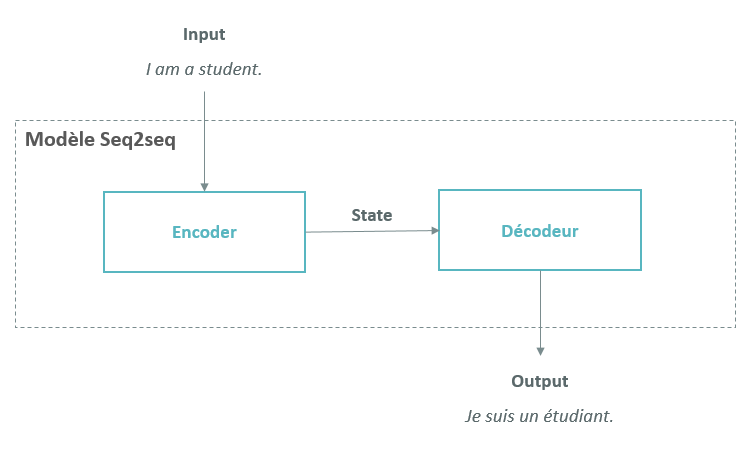 Input
I am a student.
Modèle Seq2seq
Encoder
State
Décodeur
Output
Je suis un étudiant.